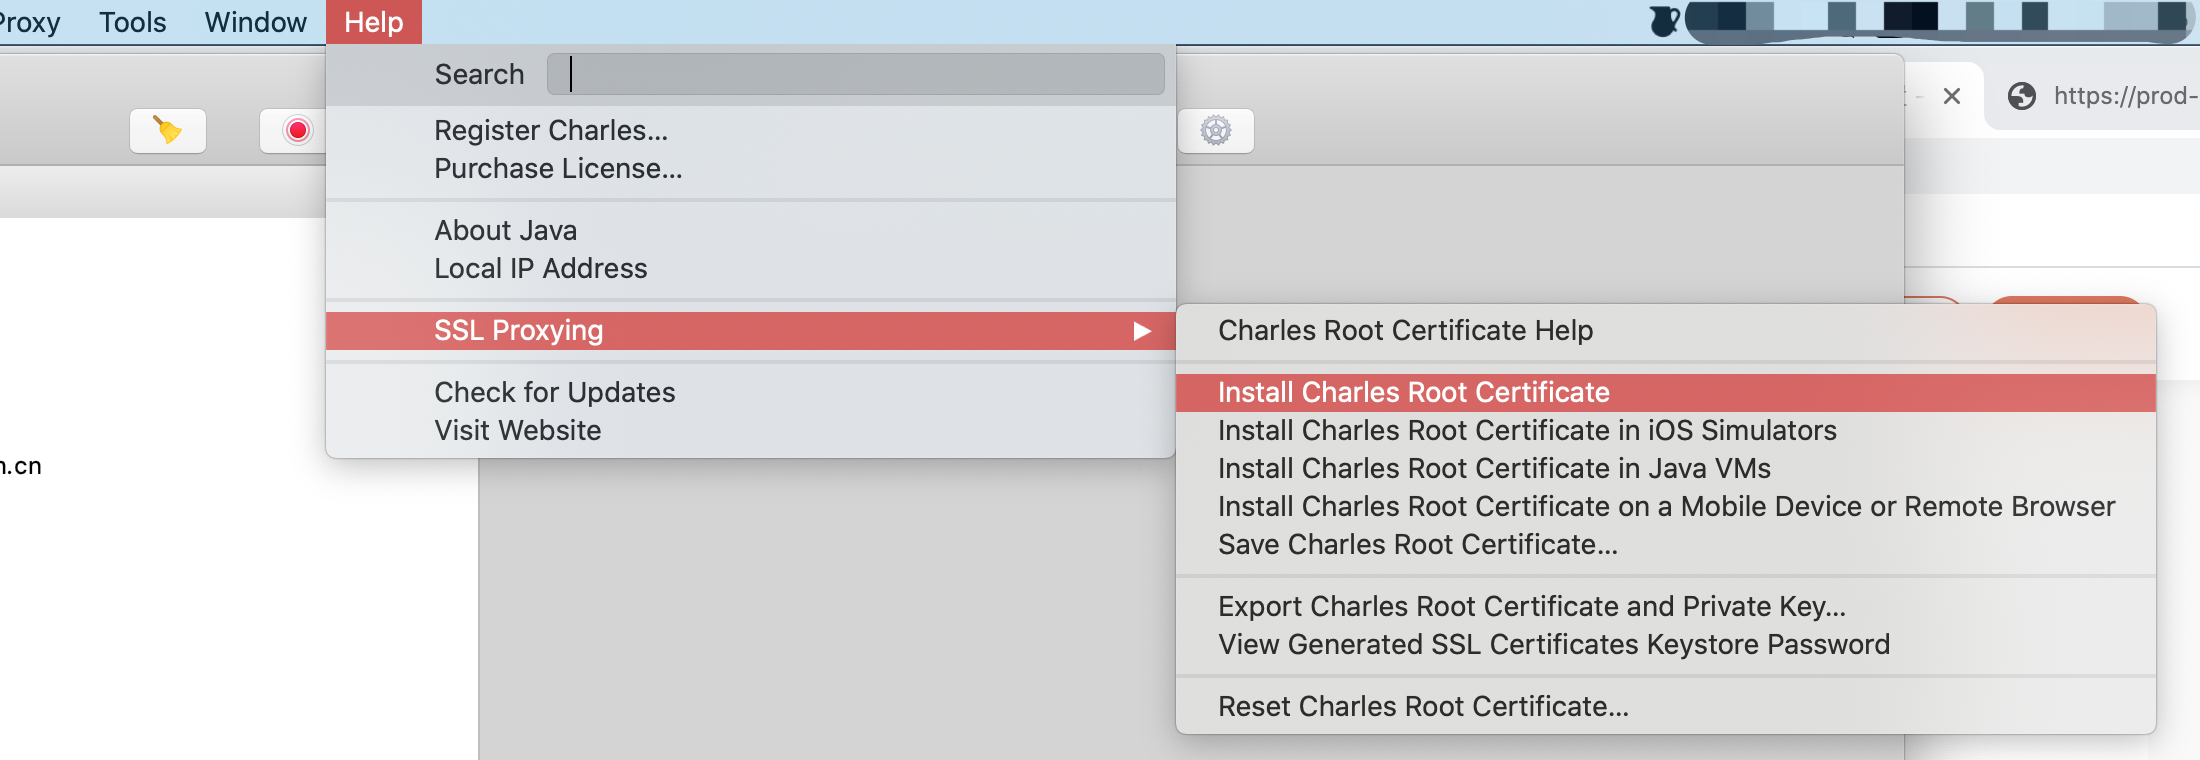 Proxy Tools Window Help
Search
https://prod-
Register Charles...
Purchase License...
About Java
Local IP Address
SSL Proxying
Charles Root Certificate Help
Check for Updates
Install Charles Root Certificate
Visit Website
Install Charles Root Certificate in iOS Simulators
n.cn
Install Charles Root Certificate in Java VMs
Install Charles Root Certificate on a Mobile Device or Remote Browser
Save Charles Root Certificate...
Export Charles Root Certificate and Private Key...
View Generated SSL Certificates Keystore Password
Reset Charles Root Certificate...